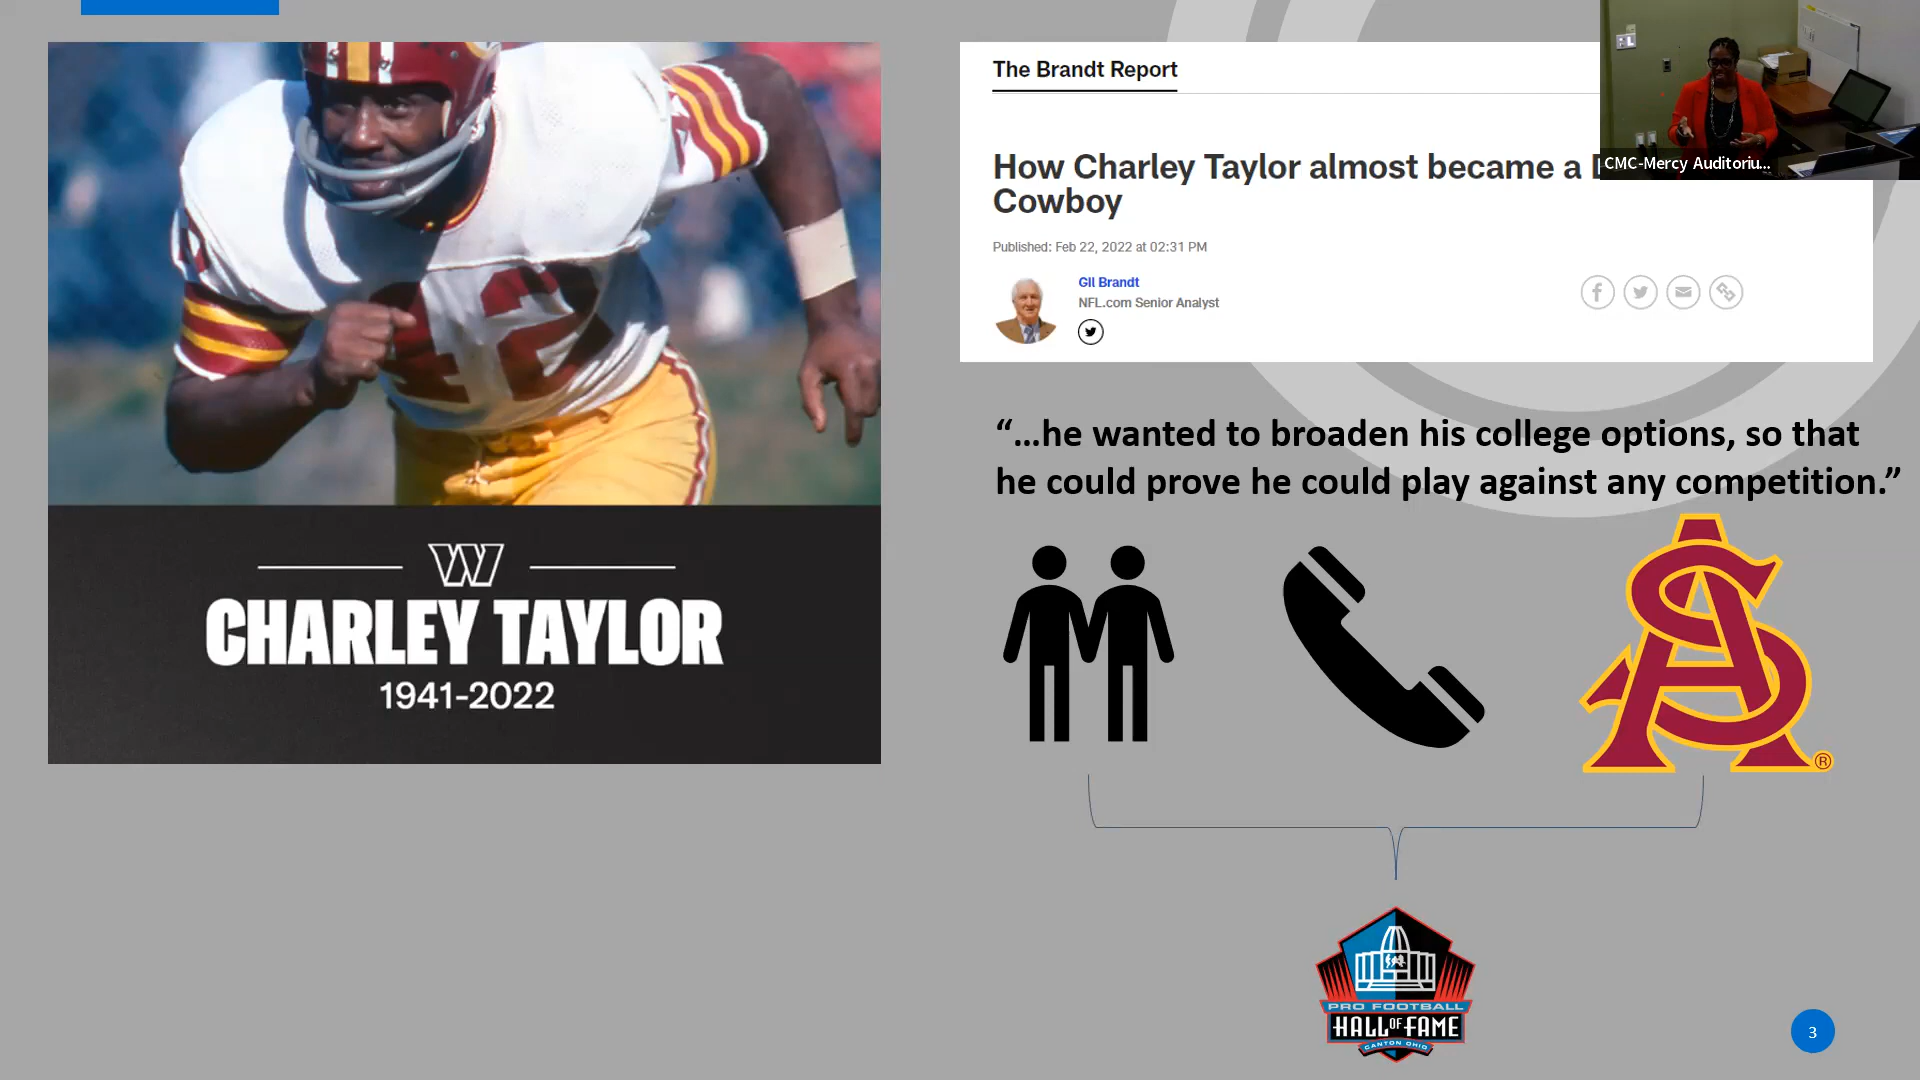 42
W
CHARLEY TAYLOR
1941-2022
The Brandt Report
How Charley Taylor almost became a
Cowboy
Published: Feb 22, 2022 at 02:31 PM
Gil Brandt
NFL.com Senior Analyst
CMC-Mercy Auditoriu...
“...he wanted to broaden his college options, so that
he could prove he could play against any competition.”
AS
®
PRO FOOTBALL
HALL OF FAME
CANTON OHIO
3